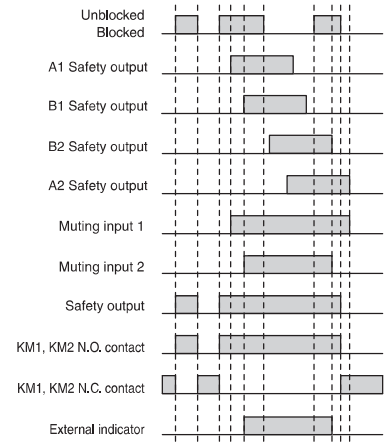 Unblocked
Blocked
A1 Safety output
B1 Safety output
B2 Safety output
A2 Safety output
Muting input 1
Muting input 2
Safety output
KM1, KM2 N.O. contact
KM1, KM2 N.C. contact
External indicator